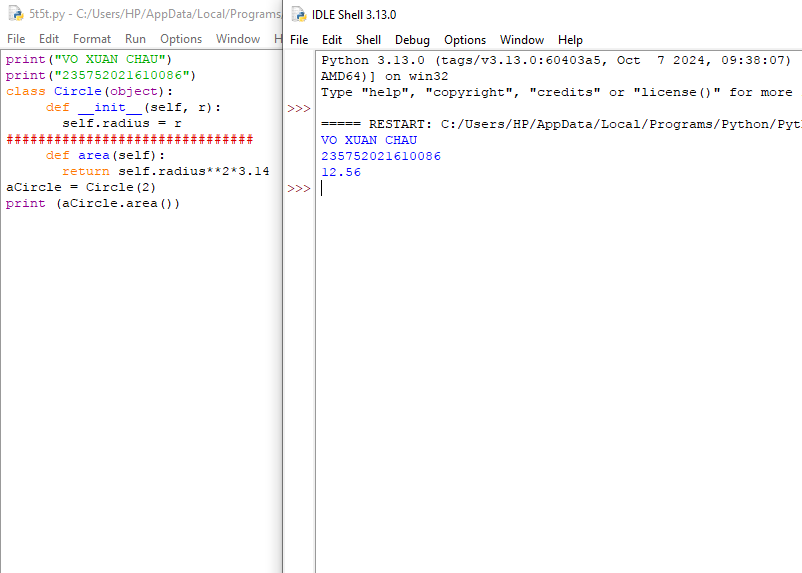 5t5t.py - C:/Users/HP/AppData/Local/Programs/
File Edit Format Run Options Window H
print("VO XUAN CHAU")
print("235752021610086")
class Circle(object):
def __init__(self, r):
self.radius = r
###############################
def area(self):
return self.radius**2*3.14
aCircle = Circle(2)
print (aCircle.area())
IDLE Shell 3.13.0
File Edit Shell Debug Options Window Help
Python 3.13.0 (tags/v3.13.0:60403a5, Oct  7 2024, 09:38:07)
AMD64)] on win32
Type "help", "copyright", "credits" or "license()" for more
>>>
===== RESTART: C:/Users/HP/AppData/Local/Programs/Python/Pyt
VO XUAN CHAU
235752021610086
12.56
>>>